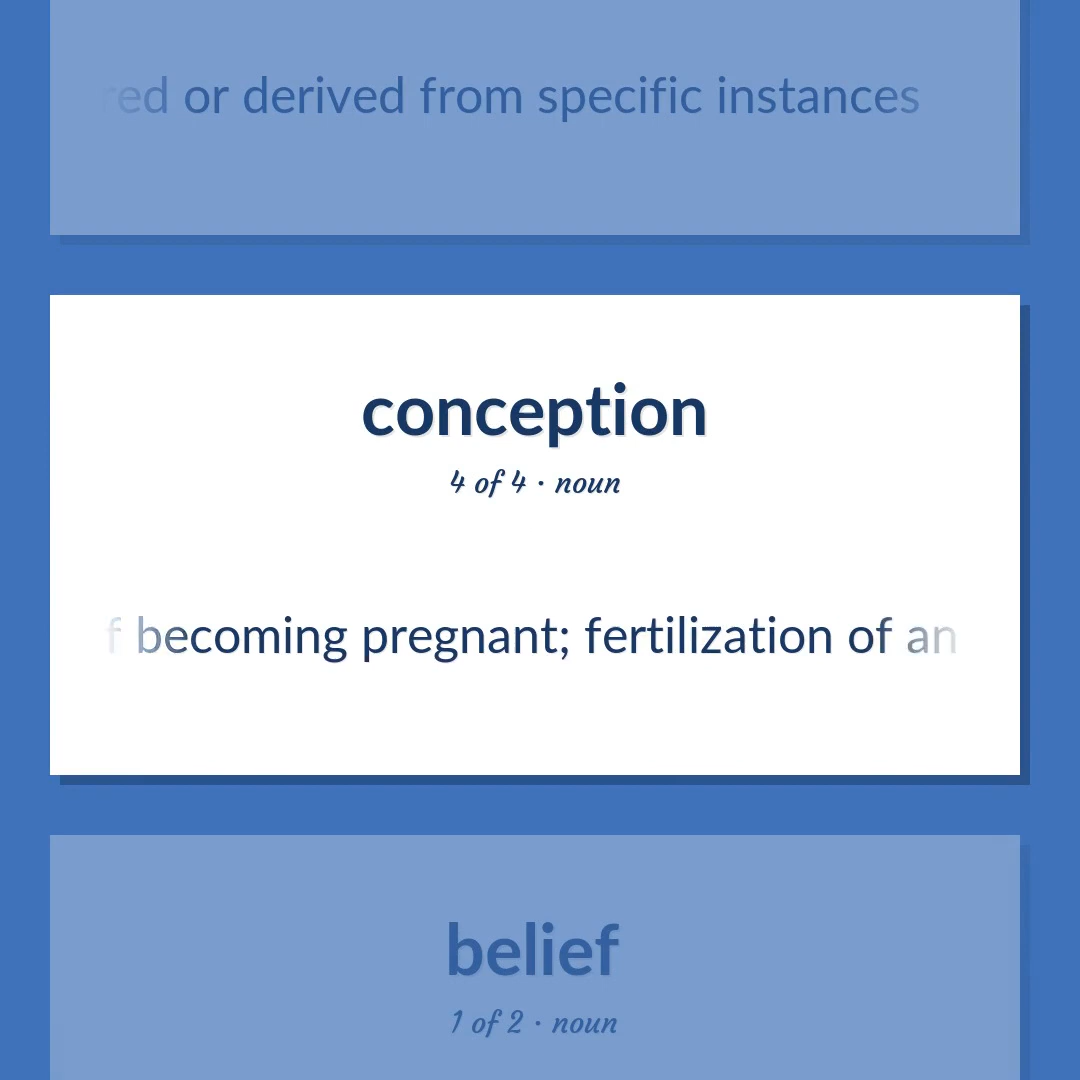 red or derived from specific instances
conception
4 of 4 · noun
f becoming pregnant; fertilization of an
belief
1 of 2 · noun